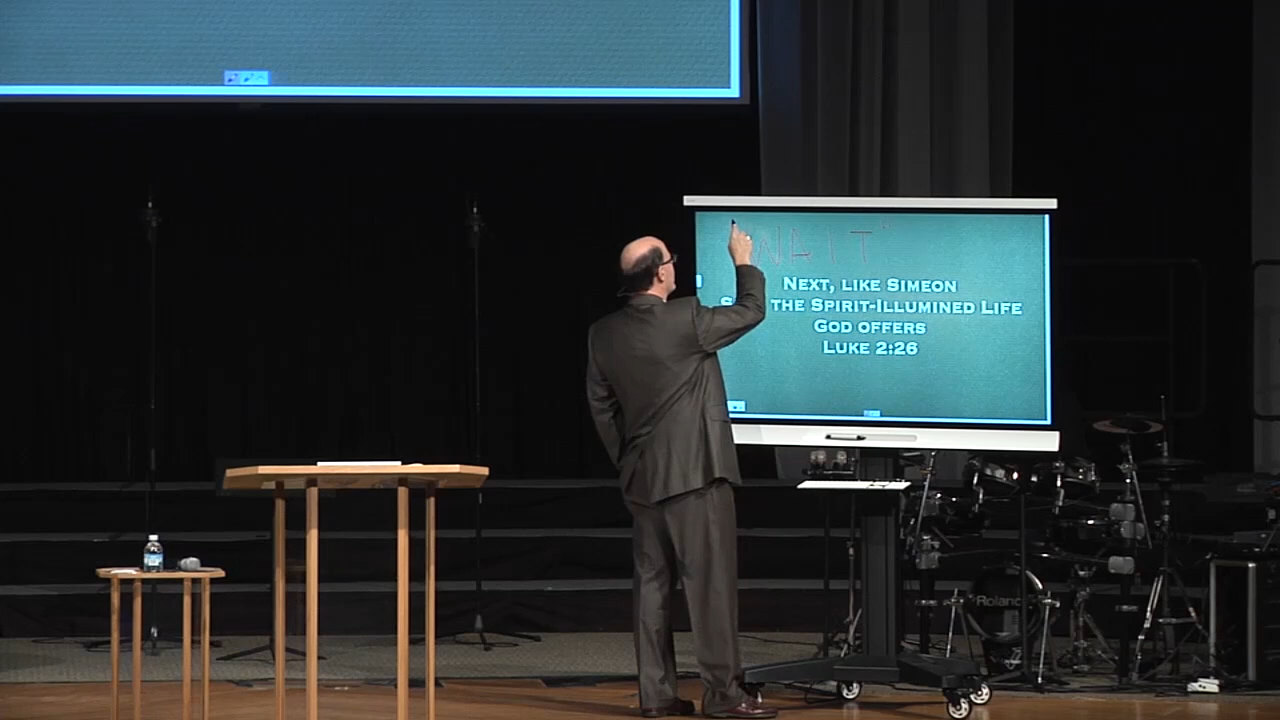 WAIT"
NEXT, LIKE SIMEON
THE SPIRIT-ILLUMINED LIFE
GOD OFFERS
LUKE 2:26
Roland